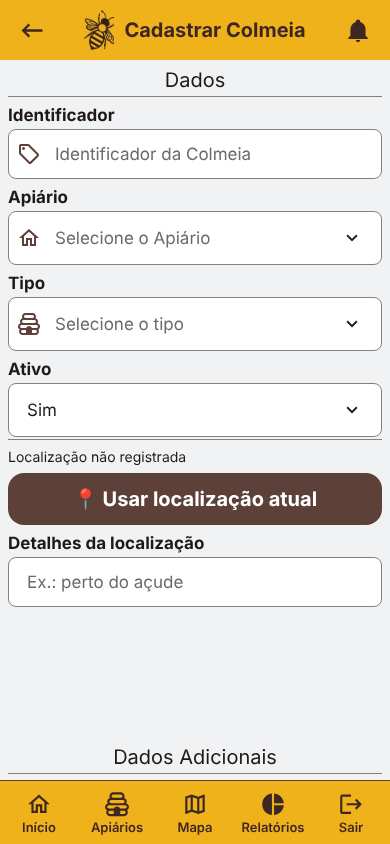 Cadastrar Colmeia
Dados
Identificador
Identificador da Colmeia
Apiário
Selecione o Apiário
Tipo
Selecione o tipo
Ativo
Sim
Localização não registrada
📍 Usar localização atual
Detalhes da localização
Ex.: perto do açude
Dados Adicionais
Início Apiários Mapa Relatórios Sair